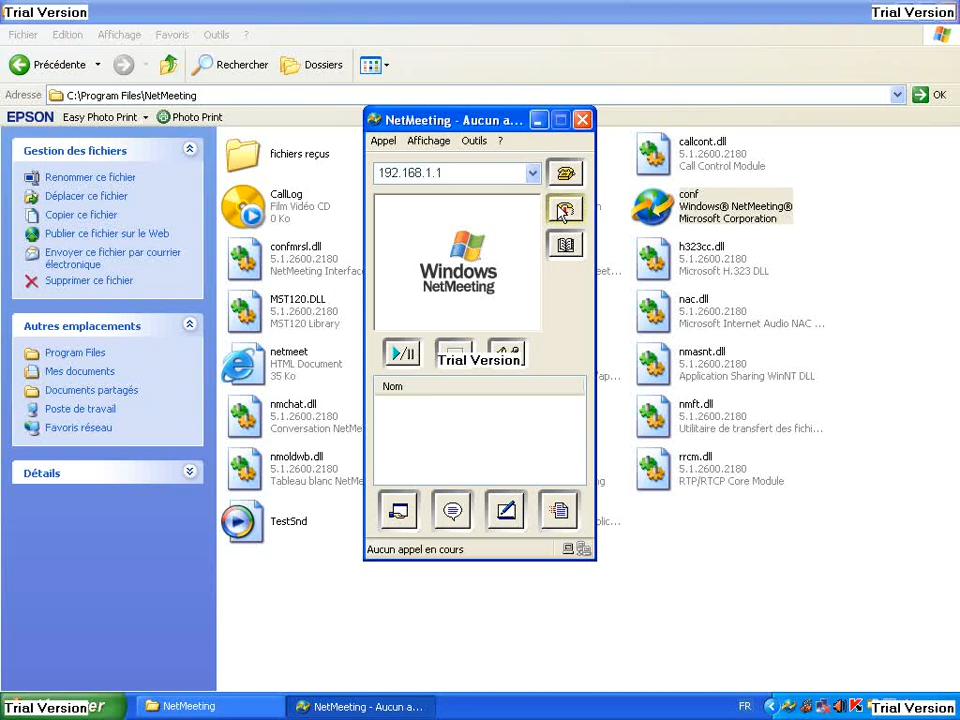 Trial Version
Trial Version
Fichier Edition Affichage Favoris Outils ?
Précédente Rechercher Dossiers
Adresse C:\Program Files\NetMeeting OK
EPSON Easy Photo Print Photo Print
Gestion des fichiers
Renommer ce fichier
Déplacer ce fichier
Copier ce fichier
Publier ce fichier sur le Web
Envoyer ce fichier par courrier
électronique
Supprimer ce fichier
Autres emplacements
Program Files
Mes documents
Documents partagés
Poste de travail
Favoris réseau
Détails
fichiers reçus
CallLog
Film Vidéo CD
0 Ko
confmrsl.dll
5.1.2600.2180
NetMeeting Interface
MST120.DLL
5.1.2600.2180
MST120 Library
netmeet
HTML Document
35 Ko
nmchat.dll
5.1.2600.2180
Conversation NetMe
nmoldwb.dll
5.1.2600.2180
Tableau blanc NetMe
TestSnd
NetMeeting - Aucun a...
Appel Affichage Outils ?
192.168.1.1
Windows
NetMeeting
Trial Version
Nom
Aucun appel en cours
callcont.dll
5.1.2600.2180
Call Control Module
conf
Windows® NetMeeting®
Microsoft Corporation
h323cc.dll
5.1.2600.2180
Microsoft H.323 DLL
nac.dll
5.1.2600.2180
Microsoft Internet Audio NAC ...
nmasnt.dll
5.1.2600.2180
Application Sharing WinNT DLL
nmft.dll
5.1.2600.2180
Utilitaire de transfert des fichi...
rrcm.dll
5.1.2600.2180
RTP/RTCP Core Module
Trial Version
NetMeeting
NetMeeting - Aucun a...
FR
Trial Version